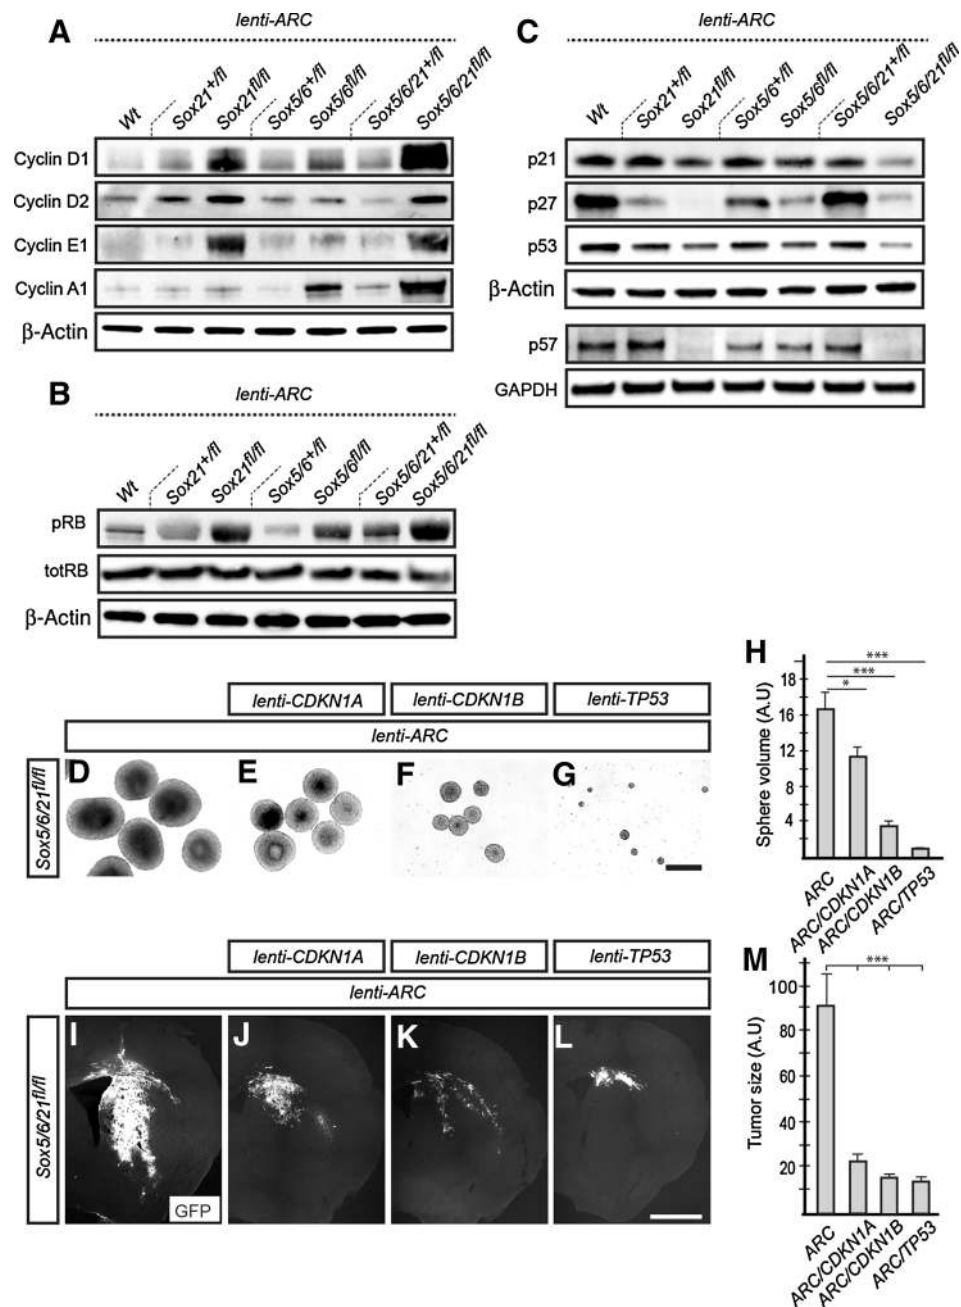 A
lenti-ARC
Wt
Sox21+/fl
Sox21fl/fl
Sox5/6+/fl
Sox5/6fl/fl
Sox5/6/21+/fl
Sox5/6/21fl/fl
Cyclin D1
Cyclin D2
Cyclin E1
Cyclin A1
β-Actin
C
lenti-ARC
Wt
Sox21+/fl
Sox21fl/fl
Sox5/6+/fl
Sox5/6fl/fl
Sox5/6/21+/fl
Sox5/6/21fl/fl
p21
p27
p53
β-Actin
p57
GAPDH
B
lenti-ARC
Wt
Sox21+/fl
Sox21fl/fl
Sox5/6+/fl
Sox5/6fl/fl
Sox5/6/21+/fl
Sox5/6/21fl/fl
pRB
totRB
β-Actin
lenti-CDKN1A lenti-CDKN1B lenti-TP53
lenti-ARC
Sox5/6/21fl/fl
D E F G
H
Sphere volume (A.U)
18
16
12
8
4
***
***
*
ARC
ARC/CDKN1A
ARC/CDKN1B
ARC/TP53
lenti-CDKN1A lenti-CDKN1B lenti-TP53
lenti-ARC
Sox5/6/21fl/fl
I J K L
GFP
M
Tumor size (A.U)
100
80
60
40
20
***
ARC
ARC/CDKN1A
ARC/CDKN1B
ARC/TP53